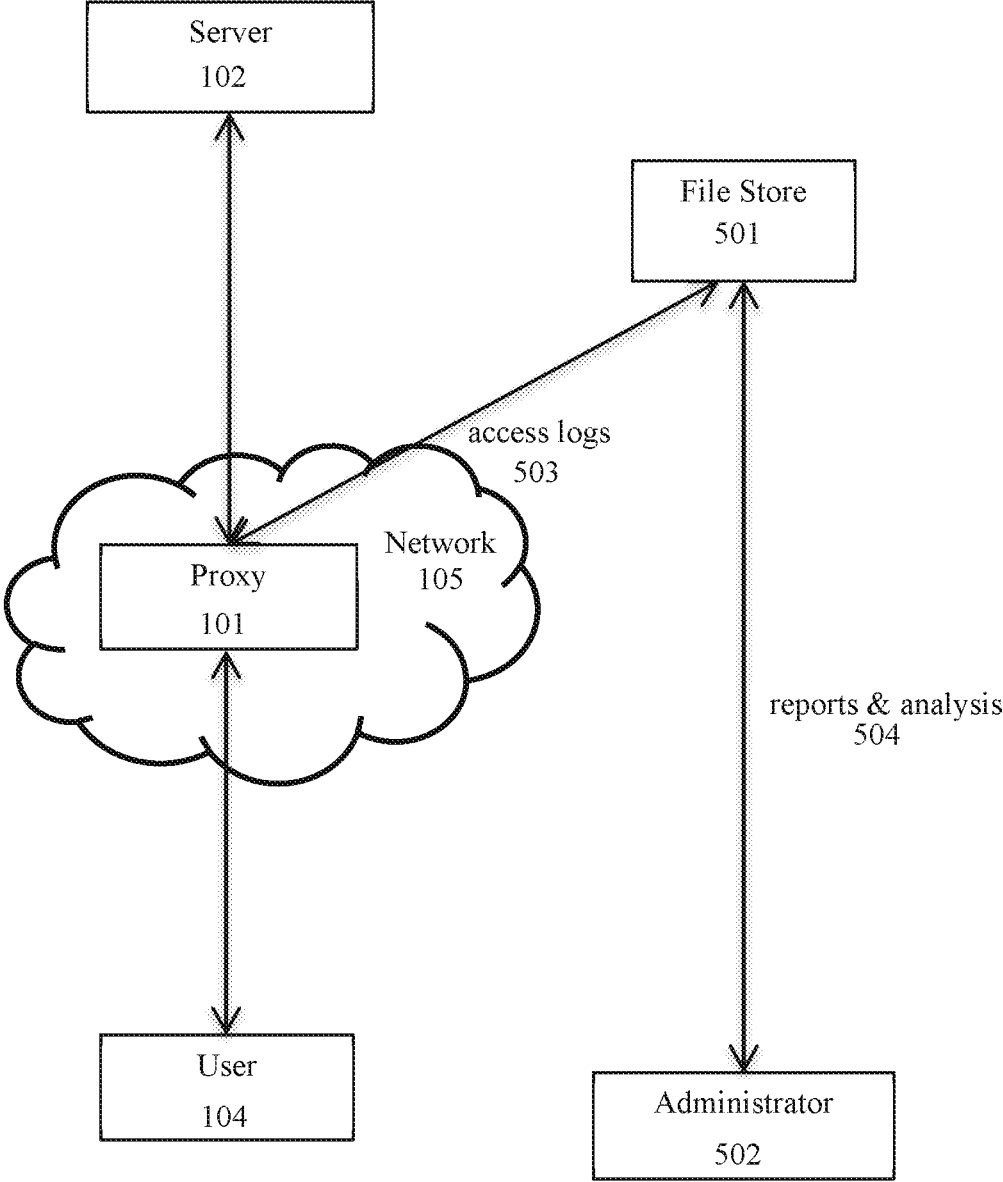 Server
102
File Store
501
access logs
503
Network
105
Proxy
101
reports & analysis
504
User
104
Administrator
502